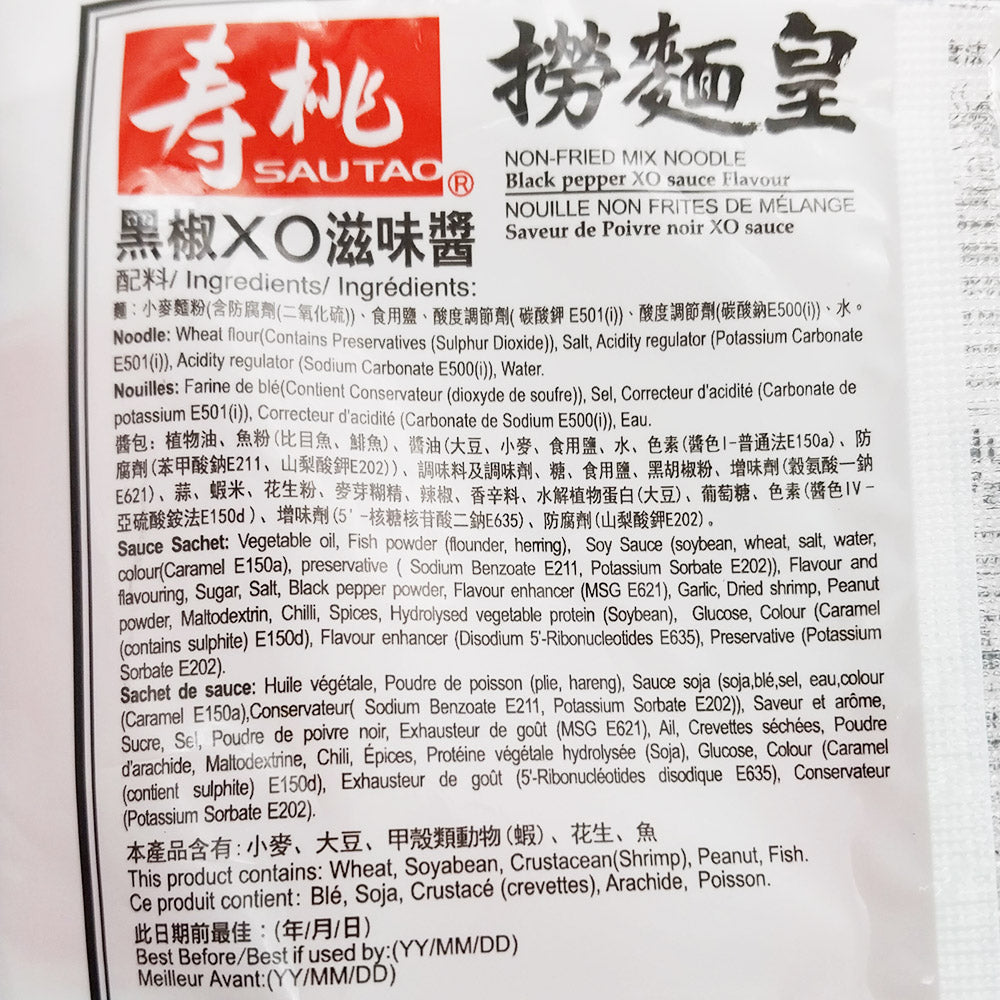 寿桃
SAUTAO®
撈麵皇
NON-FRIED MIX NOODLE
Black pepper XO sauce Flavour
NOUILLE NON FRITES DE MÉLANGE
Saveur de Poivre noir XO sauce
黑椒XO滋味醬
配料/ Ingredients/ Ingrédients:
麵：小麥麵粉(含防腐劑(二氧化硫))、食用鹽、酸度調節劑( 碳酸鉀 E501(i))、酸度調節劑(碳酸鈉E500(i))、水。
Noodle: Wheat flour(Contains Preservatives (Sulphur Dioxide)), Salt, Acidity regulator (Potassium Carbonate
E501(i)), Acidity regulator (Sodium Carbonate E500(i)), Water.
Nouilles: Farine de blé(Contient Conservateur (dioxyde de soufre)), Sel, Correcteur d'acidité (Carbonate de
potassium E501(i)), Correcteur d'acidité (Carbonate de Sodium E500(i)), Eau.
醬包: 植物油、魚粉(比目魚、鯡魚)、醬油(大豆、小麥、食用鹽、水、色素(醬色I-普通法E150a)、防
腐劑(苯甲酸鈉E211、山梨酸鉀E202))、調味料及調味劑、糖、食用鹽、黑胡椒粉、增味劑(穀氨酸一鈉
E621)、蒜、蝦米、花生粉、麥芽糊精、辣椒、香辛料、水解植物蛋白(大豆)、葡萄糖、色素(醬色IV-
亞硫酸銨法E150d)、增味劑(5'-核糖核苷酸二鈉E635)、防腐劑(山梨酸鉀E202)。
Sauce Sachet: Vegetable oil, Fish powder (flounder, herring), Soy Sauce (soybean, wheat, salt, water,
colour(Caramel E150a), preservative ( Sodium Benzoate E211, Potassium Sorbate E202)), Flavour and
flavouring, Sugar, Salt, Black pepper powder, Flavour enhancer (MSG E621), Garlic, Dried shrimp, Peanut
powder, Maltodextrin, Chilli, Spices, Hydrolysed vegetable protein (Soybean), Glucose, Colour (Caramel
(contains sulphite) E150d), Flavour enhancer (Disodium 5'-Ribonucleotides E635), Preservative (Potassium
Sorbate E202).
Sachet de sauce: Huile végétale, Poudre de poisson (plie, hareng), Sauce soja (soja,blé,sel, eau,colour
(Caramel E150a),Conservateur( Sodium Benzoate E211, Potassium Sorbate E202)), Saveur et arôme,
Sucre, Sel, Poudre de poivre noir, Exhausteur de goût (MSG E621), Ail, Crevettes séchées, Poudre
d'arachide, Maltodextrine, Chili, Épices, Protéine végétale hydrolysée (Soja), Glucose, Colour (Caramel
(contient sulphite) E150d), Exhausteur de goût (5'-Ribonucléotides disodique E635), Conservateur
(Potassium Sorbate E202).
本產品含有:小麥、大豆、甲殼類動物(蝦)、花生、魚
This product contains: Wheat, Soyabean, Crustacean(Shrimp), Peanut, Fish.
Ce produit contient: Blé, Soja, Crustacé (crevettes), Arachide, Poisson.
此日期前最佳：(年/月/日)
Best Before/Best if used by:(YY/MM/DD)
Meilleur Avant:(YY/MM/DD)